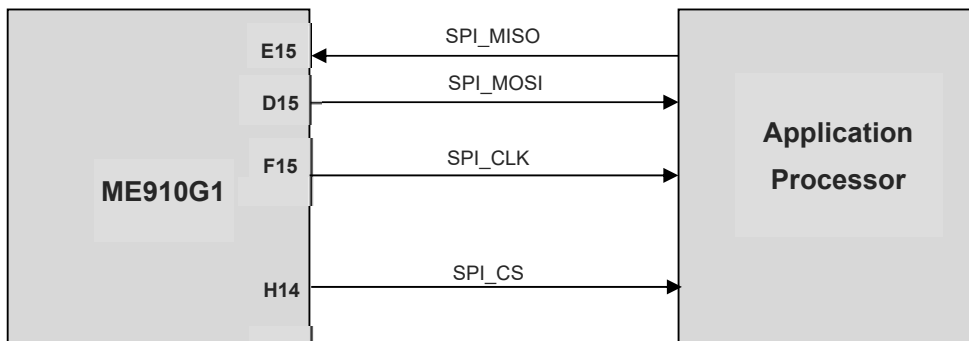 SPI_MISO
E15
SPI_MOSI
D15
Application
Processor
SPI_CLK
F15
ME910G1
SPI_CS
H14